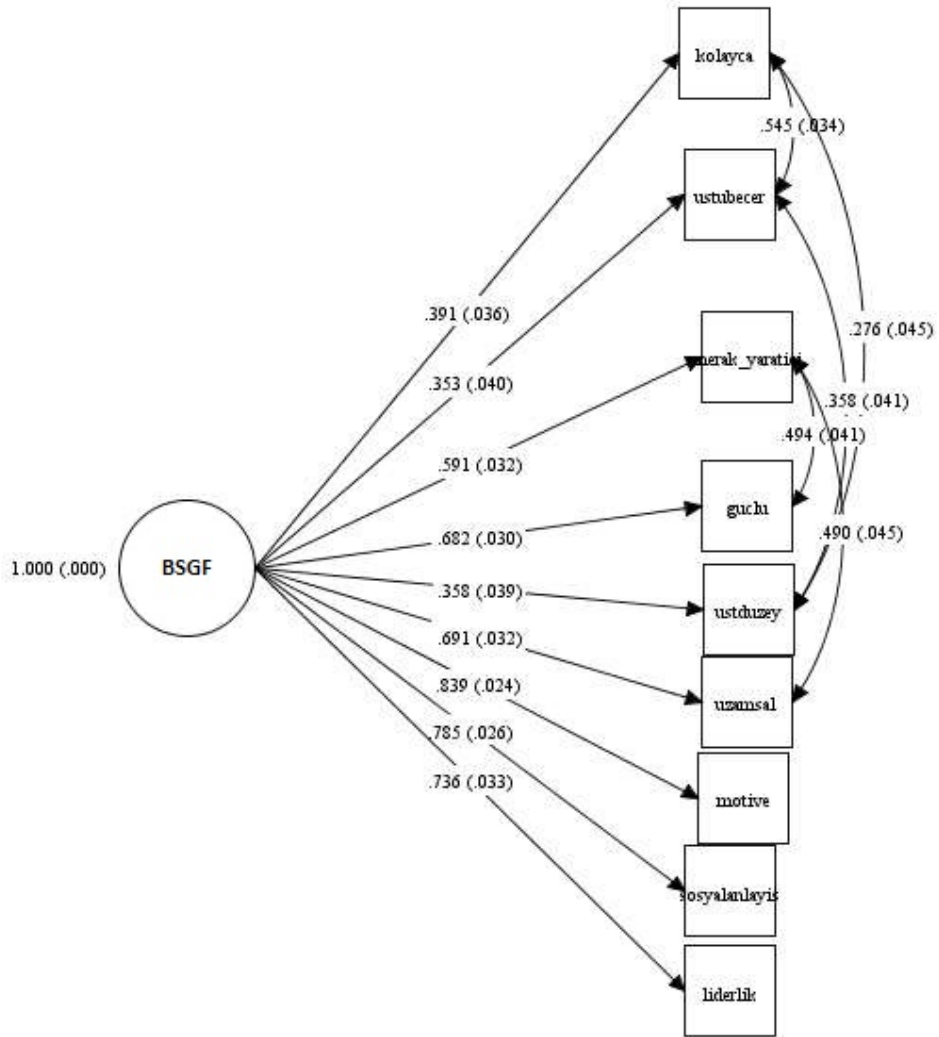 kolayca
.545 (.034)
ustubecer
.391 (.036)
.276 (.045)
merak_yaratici
.353 (.040)
.358 (.041)
.494 (.041)
.591 (.032)
guclu
.682 (.030)
.490 (.045)
1.000 (.000)
BSGF
.358 (.039)
ustduzey
.691 (.032)
.839 (.024)
uzamsal
.785 (.026)
.736 (.033)
motive
sosyalanlayis
liderlik